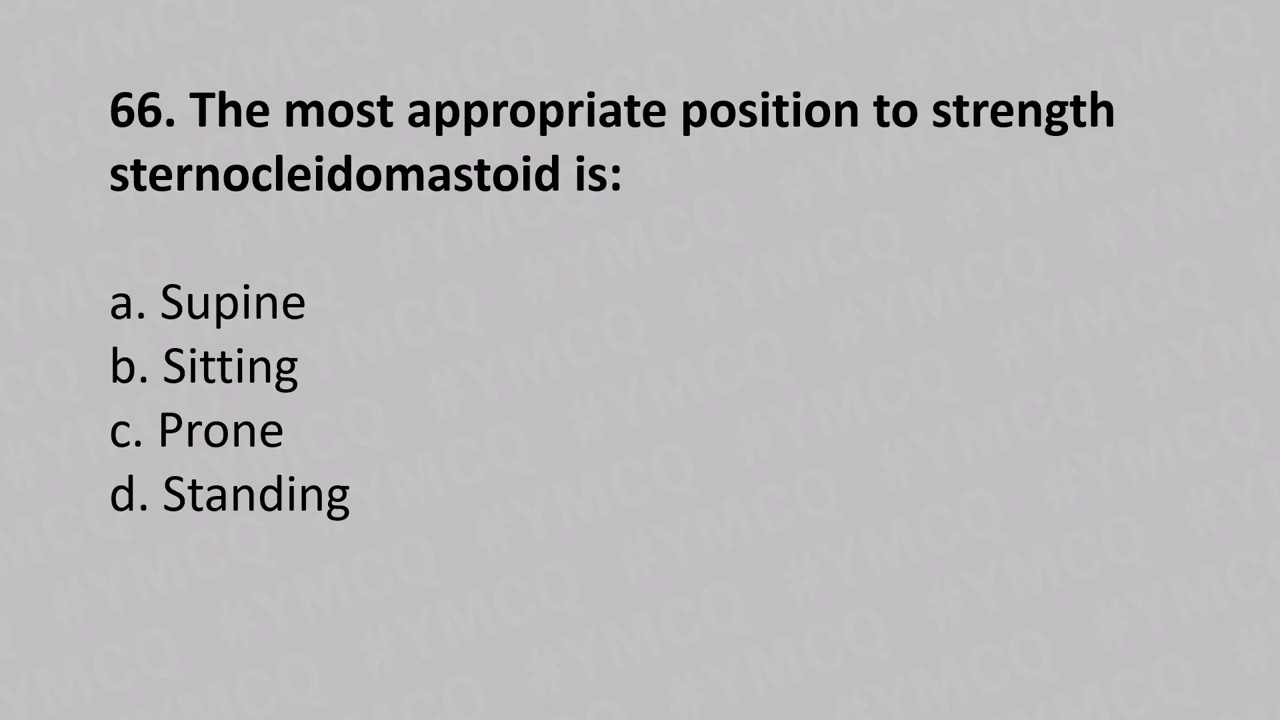 66. The most appropriate position to strength
sternocleidomastoid is:
a. Supine
b. Sitting
c. Prone
d. Standing